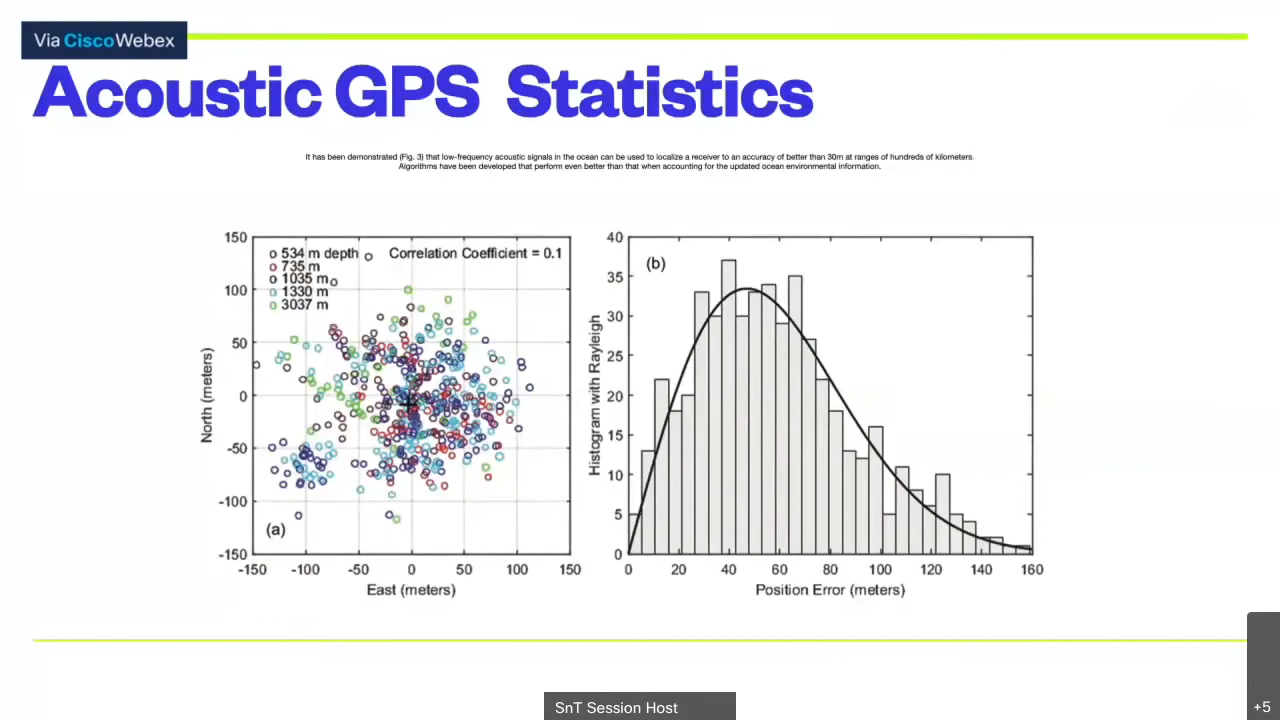 Via Cisco Webex
Acoustic GPS Statistics
It has been demonstrated (Fig. 3) that low-frequency acoustic signals in the ocean can be used to localize a receiver to an accuracy of better than 30m at ranges of hundreds of kilometers.
Algorithms have been developed that perform even better than that when accounting for the updated ocean environmental information.
150
100
50
0
-50
-100
-150
North (meters)
534 m depth
735 m
1035 m
1330 m
3037 m
Correlation Coefficient = 0.1
(a)
-150 -100 -50 0 50 100 150
East (meters)
40
35
30
25
20
15
10
5
0
Histogram with Rayleigh
(b)
0 20 40 60 80 100 120 140 160
Position Error (meters)
SnT Session Host
+5